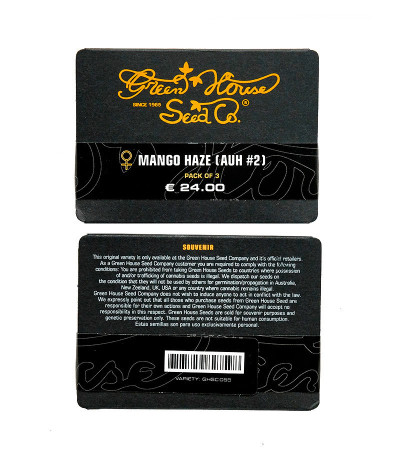 Green House
SINCE 1985
Seed Co.®
MANGO HAZE (AUH #2)
PACK OF 3
€ 24.00
SOUVENIR
This original variety is only available at the Green House Seed Company and it's official retailers.
As a Green House Seed Company customer you are required to comply with the following
conditions: You are prohibited from taking Green House Seeds to countries where possession
of and/or trafficking of cannabis seeds is illegal. We dispatch our seeds on
the condition that they will not be used by others for germination/propagation in Australia,
New Zealand, UK, USA or any country where cannabis remain illegal.
Green House Seed Company does not wish to induce anyone to act in conflict with the law.
We expressly point out that all those who purchase seeds from Green House Seed are
responsible for their own actions and Green House Seed Company will accept no
responsibility in this respect. Green House Seeds are sold for souvenir purposes and
genetic preservation only. These seeds are not suitable for human consumption.
Estas semillas son para uso exclusivamente personal.
VARIETY: